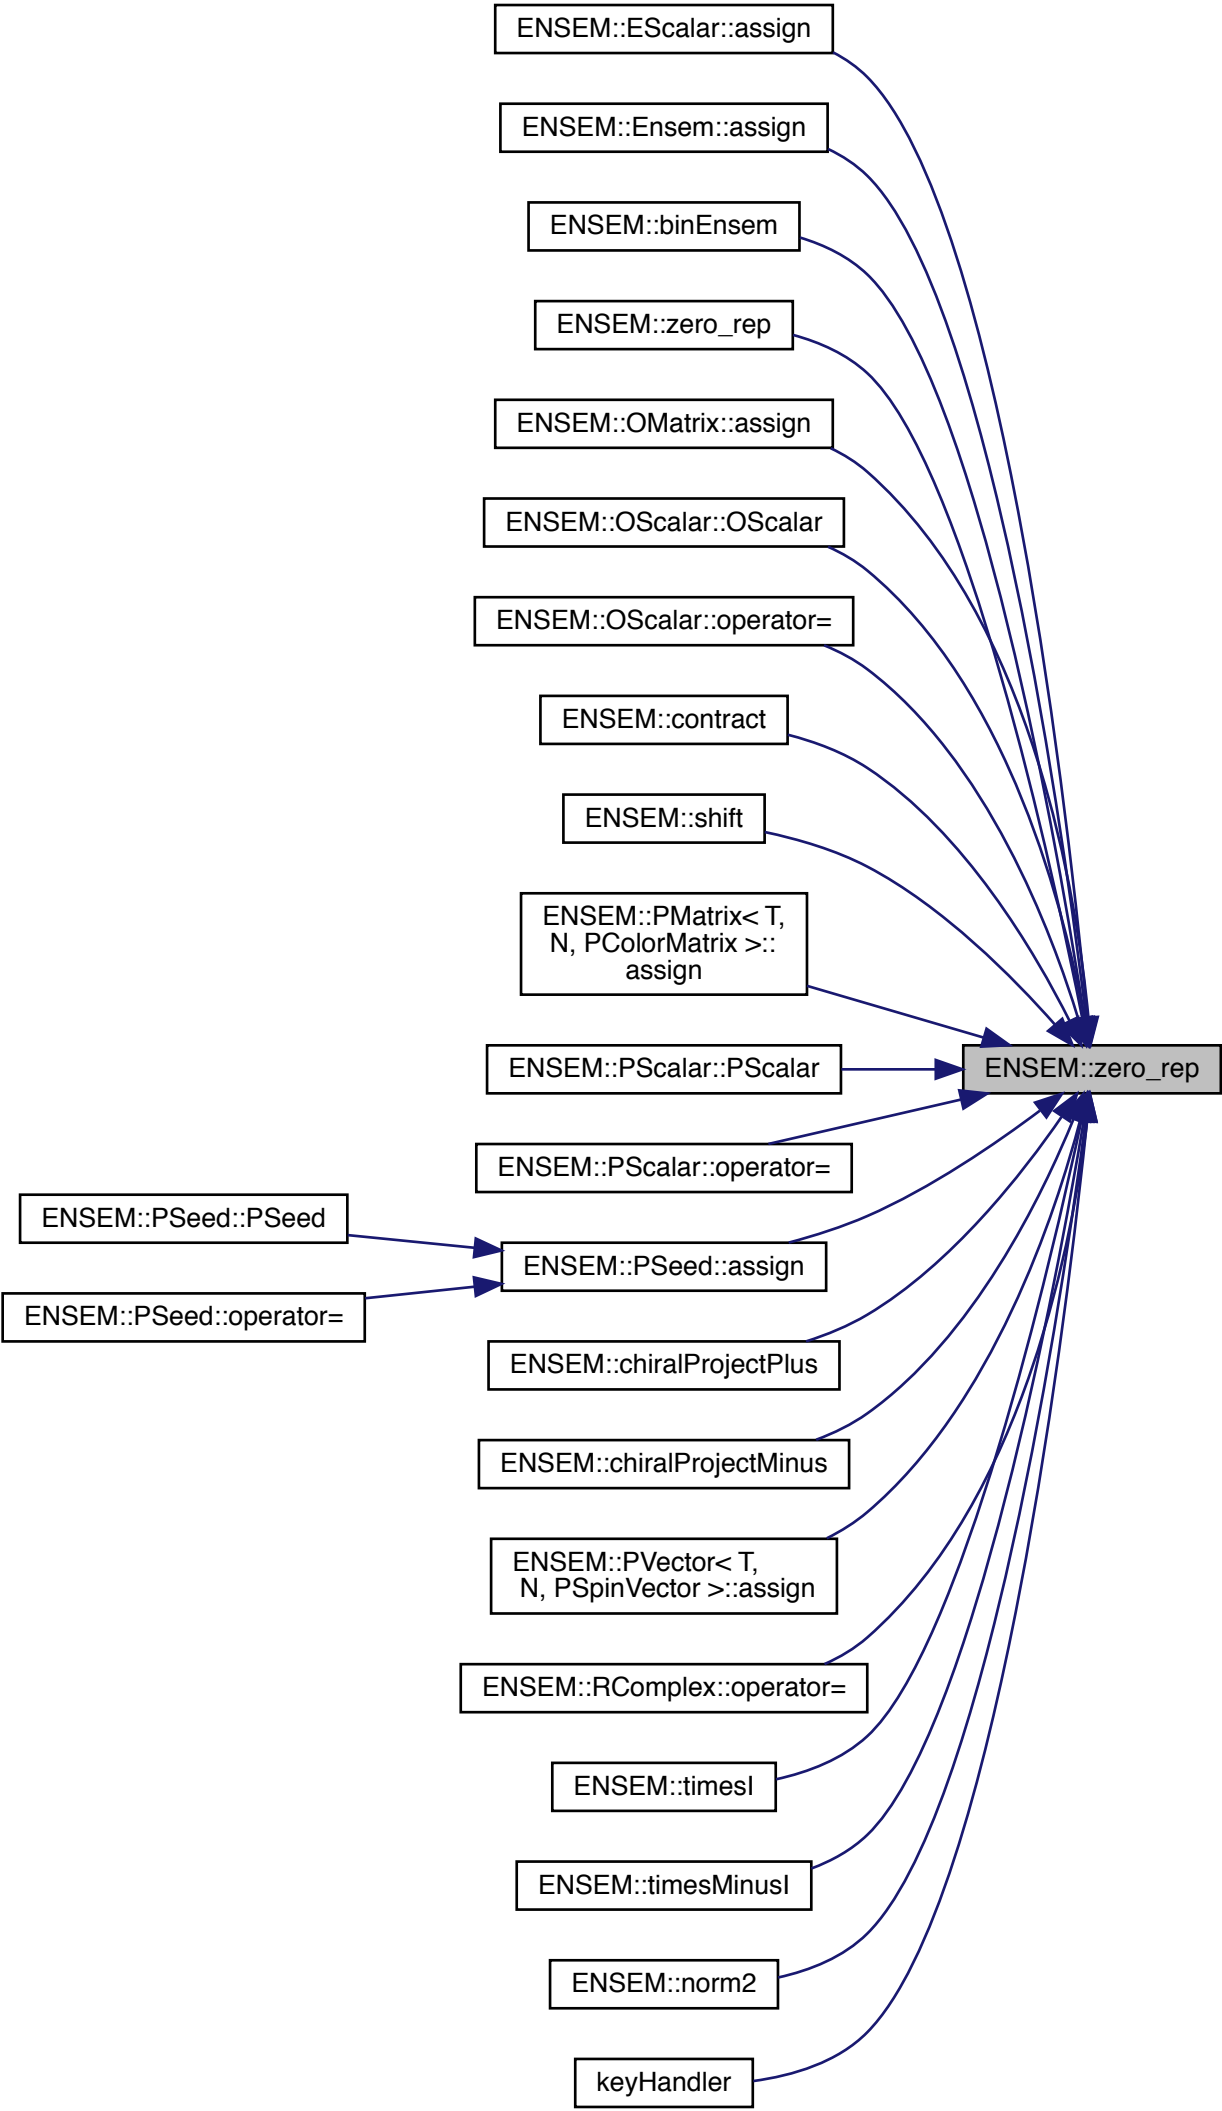 ENSEM::EScalar::assign
ENSEM::Ensem::assign
ENSEM::binEnsem
ENSEM::zero_rep
ENSEM::OMatrix::assign
ENSEM::OScalar::OScalar
ENSEM::OScalar::operator=
ENSEM::contract
ENSEM::shift
ENSEM::PMatrix< T,
N, PColorMatrix >::
assign
ENSEM::PScalar::PScalar
ENSEM::zero_rep
ENSEM::PScalar::operator=
ENSEM::PSeed::PSeed
ENSEM::PSeed::assign
ENSEM::PSeed::operator=
ENSEM::chiralProjectPlus
ENSEM::chiralProjectMinus
ENSEM::PVector< T,
N, PSpinVector >::assign
ENSEM::RComplex::operator=
ENSEM::timesI
ENSEM::timesMinusI
ENSEM::norm2
keyHandler